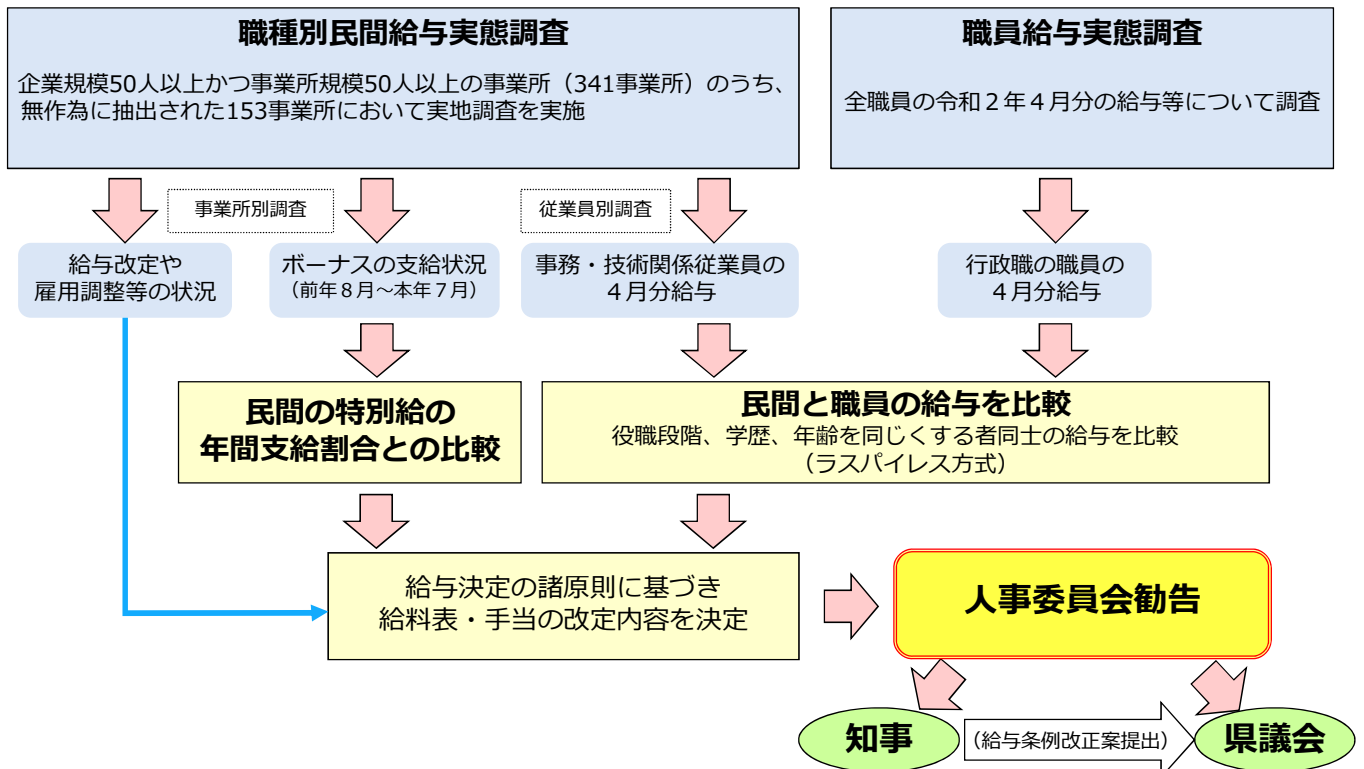 職種別民間給与実態調査
企業規模50人以上かつ事業所規模50人以上の事業所（341事業所）のうち、
無作為に抽出された153事業所において実地調査を実施
職員給与実態調査
全職員の令和２年４月分の給与等について調査
事業所別調査
従業員別調査
給与改定や
雇用調整等の状況
ボーナスの支給状況
（前年８月～本年７月）
事務・技術関係従業員の
４月分給与
行政職の職員の
４月分給与
民間の特別給の
年間支給割合との比較
民間と職員の給与を比較
役職段階、学歴、年齢を同じくする者同士の給与を比較
（ラスパイレス方式）
給与決定の諸原則に基づき
給料表・手当の改定内容を決定
人事委員会勧告
知事
（給与条例改正案提出）
県議会